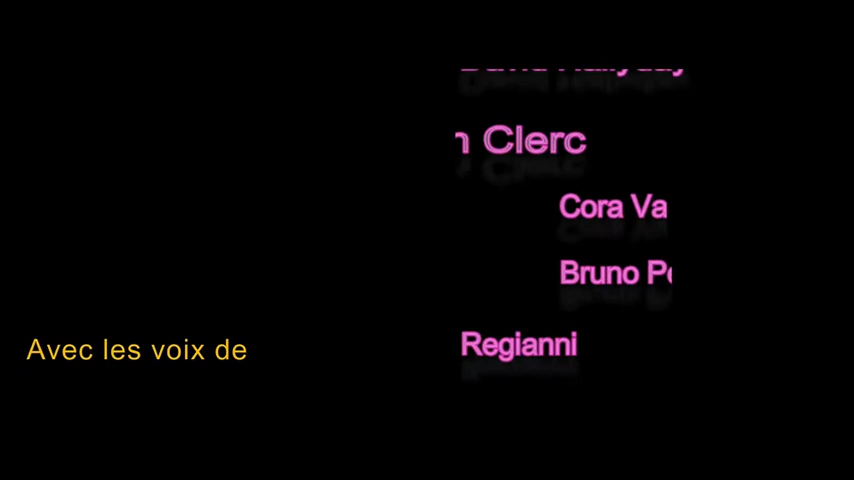 n Clerc
Cora Va
Bruno
Avec les voix de
Regianni